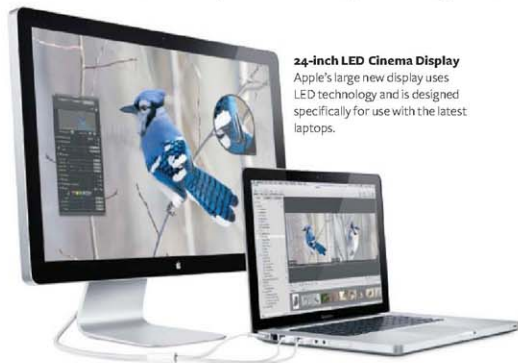 24-inch LED Cinema Display
Apple's large new display uses
LED technology and is designed
specifically for use with the latest
laptops.